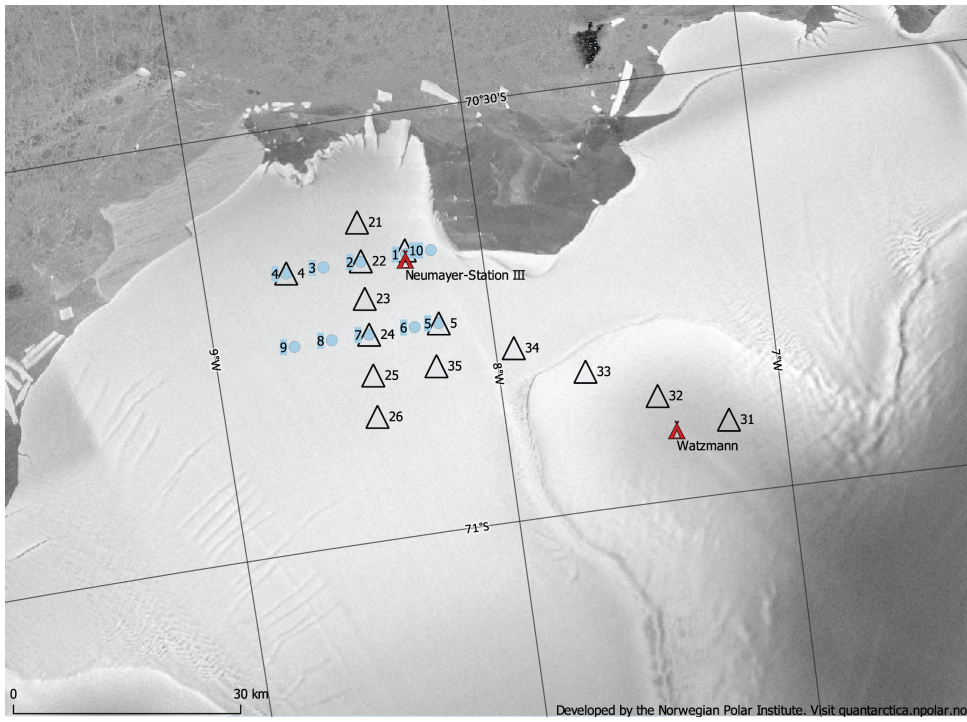 70°30'S
21
1 10
2 22
3
4 4
Neumayer-Station III
23
6 5 5
7 24
8
9
34
35
25
33
9°W
8°W
7°W
32
26
31
Watzmann
71°S
0 30 km
Developed by the Norwegian Polar Institute. Visit quantarctica.npolar.no